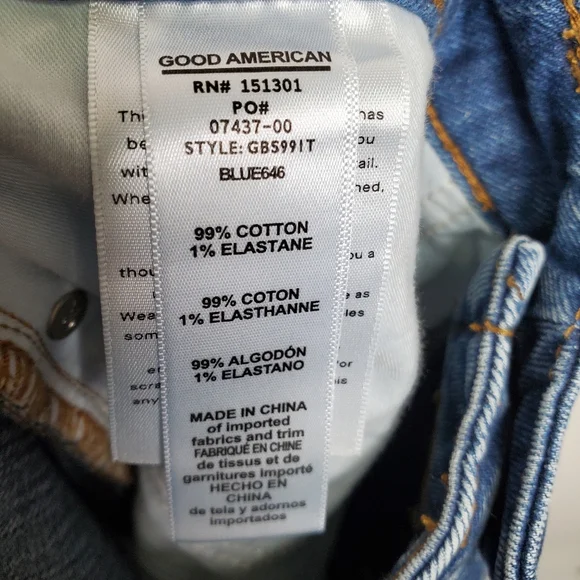 GOOD AMERICAN
RN# 151301
PO#
07437-00
STYLE:GBS991T
BLUE646
99% COTTON
1% ELASTANE
99% COTON
1% ELASTHANNE
99% ALGODÓN
1% ELASTANO
MADE IN CHINA
of imported
fabrics and trim
FABRIQUÉ EN CHINE
de tissus et de
garnitures importé
HECHO EN
CHINA
de tela y adornos
importados